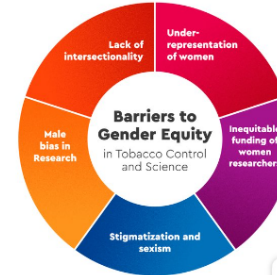 Lack of
intersectionality
Under-
representation
of women
Inequitable
funding of
women
researchers
Stigmatization and
sexism
Male
bias in
Research
Barriers to
Gender Equity
in Tobacco Control
and Science